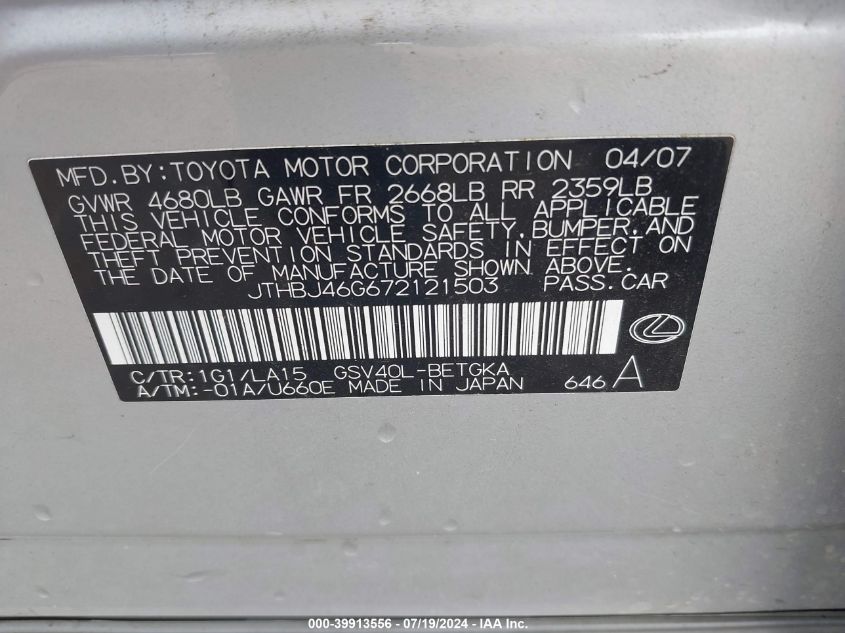 MFD.BY:TOYOTA MOTOR CORPORATION 04/07
GVWR 4680LB GAWR FR 2668LB RR 2359LB
THIS VEHICLE CONFORMS TO ALL APPLICABLE
FEDERAL MOTOR VEHICLE SAFETY,BUMPER,AND
THEFT PREVENTION STANDARDS IN EFFECT ON
THE DATE OF MANUFACTURE SHOWN ABOVE.
JTHBJ46G672121503 PASS.CAR
C/TR:1G1/LA15 GSV40L-BETGKA
A/TM:-01A/U660E MADE IN JAPAN 646 A
000-39913556 - 07/19/2024 - IAA Inc.